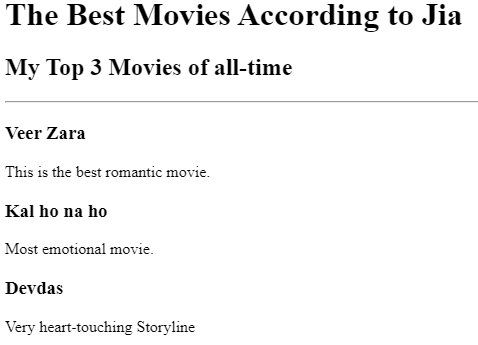 The Best Movies According to Jia
My Top 3 Movies of all-time
Veer Zara
This is the best romantic movie.
Kal ho na ho
Most emotional movie.
Devdas
Very heart-touching Storyline